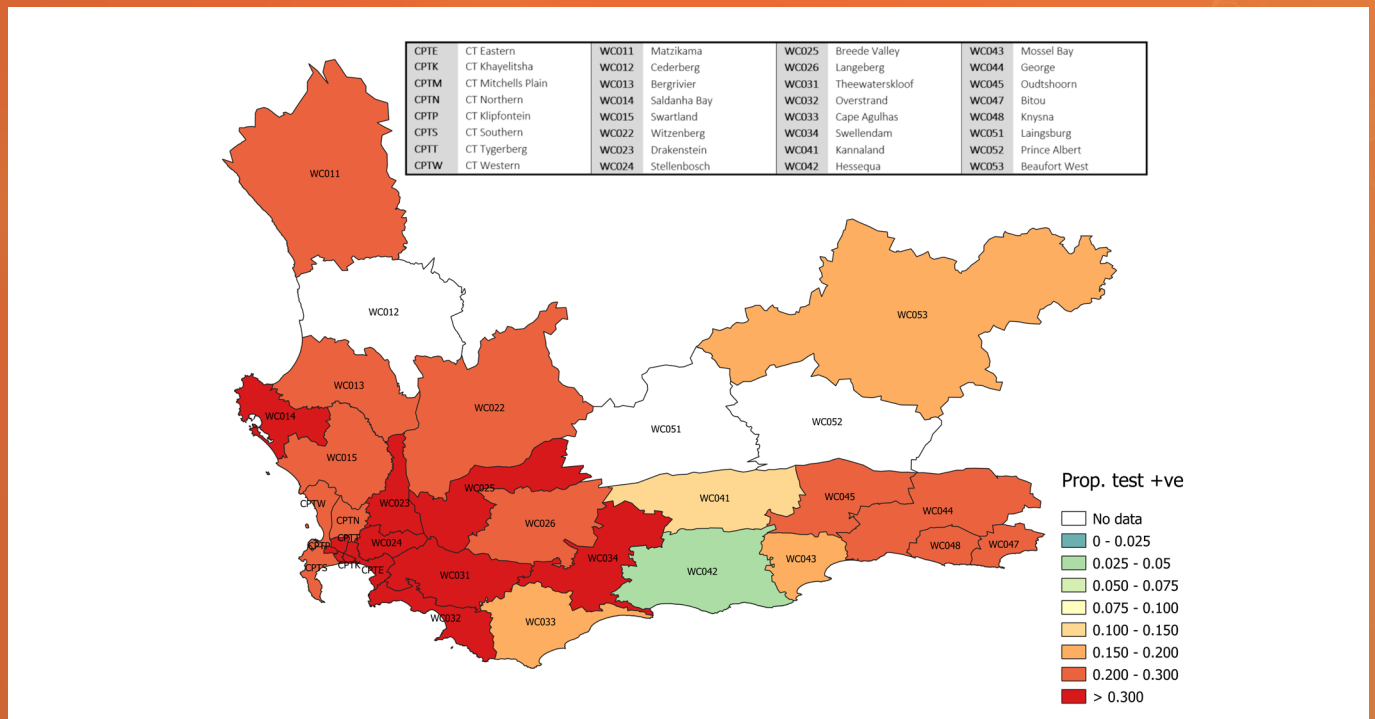 CPTE CT Eastern WC011 Matzikama WC025 Breede Valley WC043 Mossel Bay
CPTK CT Khayelitsha WC012 Cederberg WC026 Langeberg WC044 George
CPTM CT Mitchells Plain WC013 Bergrivier WC031 Theewaterskloof WC045 Oudtshoorn
CPTN CT Northern WC014 Saldanha Bay WC032 Overstrand WC047 Bitou
CPTP CT Klipfontein WC015 Swartland WC033 Cape Agulhas WC048 Knysna
CPTS CT Southern WC022 Witzenberg WC034 Swellendam WC051 Laingsburg
CPTT CT Tygerberg WC023 Drakenstein WC041 Kannaland WC052 Prince Albert
CPTW CT Western WC024 Stellenbosch WC042 Hessequa WC053 Beaufort West
WC011
WC012
WC053
WC013
WC022
WC014
WC052
WC051
WC015
WC025
WC045
WC041
CPTW
WC023
WC044
CPTN
WC026
CPTT
WC024
CPTP
WC048
WC047
WC034
WC043
CPTK
CPTS
CPTE
WC031
WC042
WC032
WC033
Prop. test +ve
No data
0 - 0.025
0.025 - 0.05
0.050 - 0.075
0.075 - 0.100
0.100 - 0.150
0.150 - 0.200
0.200 - 0.300
> 0.300